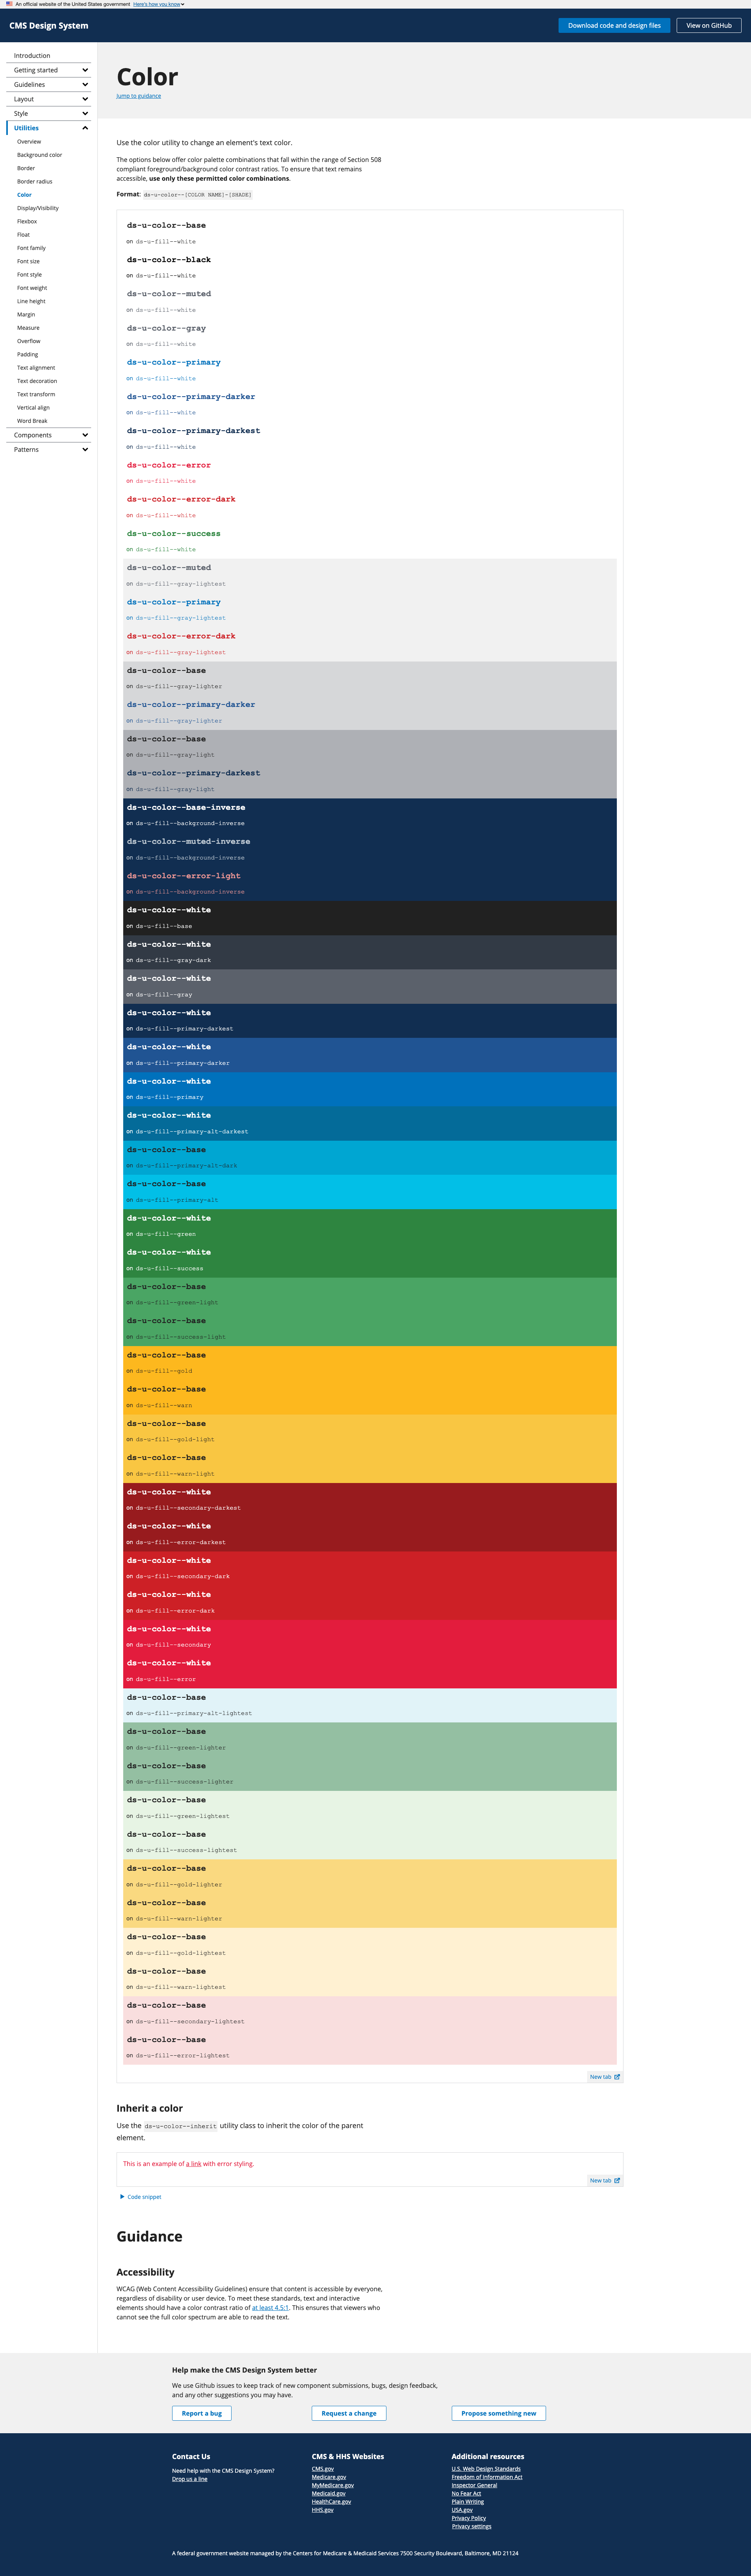 An official website of the United States government Here's how you know
CMS Design System
Download code and design files
View on GitHub
Introduction
Getting started
Guidelines
Layout
Style
Utilities
Overview
Background color
Border
Border radius
Color
Display/Visibility
Flexbox
Float
Font family
Font size
Font style
Font weight
Line height
Margin
Measure
Overflow
Padding
Text alignment
Text decoration
Text transform
Vertical align
Word Break
Components
Patterns
Color
Jump to guidance
Use the color utility to change an element's text color.
The options below offer color palette combinations that fall within the range of Section 508
compliant foreground/background color contrast ratios. To ensure that text remains
accessible, use only these permitted color combinations.
Format: ds-u-color--[COLOR NAME]-[SHADE]
ds-u-color--base
on ds-u-fill--white
ds-u-color--black
on ds-u-fill--white
ds-u-color--muted
on ds-u-fill--white
ds-u-color--gray
on ds-u-fill--white
ds-u-color--primary
on ds-u-fill--white
ds-u-color--primary-darker
on ds-u-fill--white
ds-u-color--primary-darkest
on ds-u-fill--white
ds-u-color--error
on ds-u-fill--white
ds-u-color--error-dark
on ds-u-fill--white
ds-u-color--success
on ds-u-fill--white
ds-u-color--muted
on ds-u-fill--gray-lightest
ds-u-color--primary
on ds-u-fill--gray-lightest
ds-u-color--error-dark
on ds-u-fill--gray-lightest
ds-u-color--base
on ds-u-fill--gray-lighter
ds-u-color--primary-darker
on ds-u-fill--gray-lighter
ds-u-color--base
on ds-u-fill--gray-light
ds-u-color--primary-darkest
on ds-u-fill--gray-light
ds-u-color--base-inverse
on ds-u-fill--background-inverse
ds-u-color--muted-inverse
on ds-u-fill--background-inverse
ds-u-color--error-light
on ds-u-fill--background-inverse
ds-u-color--white
on ds-u-fill--base
ds-u-color--white
on ds-u-fill--gray-dark
ds-u-color--white
on ds-u-fill--gray
ds-u-color--white
on ds-u-fill--primary-darkest
ds-u-color--white
on ds-u-fill--primary-darker
ds-u-color--white
on ds-u-fill--primary
ds-u-color--white
on ds-u-fill--primary-alt-darkest
ds-u-color--base
on ds-u-fill--primary-alt-dark
ds-u-color--base
on ds-u-fill--primary-alt
ds-u-color--white
on ds-u-fill--green
ds-u-color--white
on ds-u-fill--success
ds-u-color--base
on ds-u-fill--green-light
ds-u-color--base
on ds-u-fill--success-light
ds-u-color--base
on ds-u-fill--gold
ds-u-color--base
on ds-u-fill--warn
ds-u-color--base
on ds-u-fill--gold-light
ds-u-color--base
on ds-u-fill--warn-light
ds-u-color--white
on ds-u-fill--secondary-darkest
ds-u-color--white
on ds-u-fill--error-darkest
ds-u-color--white
on ds-u-fill--secondary-dark
ds-u-color--white
on ds-u-fill--error-dark
ds-u-color--white
on ds-u-fill--secondary
ds-u-color--white
on ds-u-fill--error
ds-u-color--base
on ds-u-fill--primary-alt-lightest
ds-u-color--base
on ds-u-fill--green-lighter
ds-u-color--base
on ds-u-fill--success-lighter
ds-u-color--base
on ds-u-fill--green-lightest
ds-u-color--base
on ds-u-fill--success-lightest
ds-u-color--base
on ds-u-fill--gold-lighter
ds-u-color--base
on ds-u-fill--warn-lighter
ds-u-color--base
on ds-u-fill--gold-lightest
ds-u-color--base
on ds-u-fill--warn-lightest
ds-u-color--base
on ds-u-fill--secondary-lightest
ds-u-color--base
on ds-u-fill--error-lightest
New tab
Inherit a color
Use the ds-u-color--inherit utility class to inherit the color of the parent
element.
This is an example of a link with error styling.
New tab
Code snippet
Guidance
Accessibility
WCAG (Web Content Accessibility Guidelines) ensure that content is accessible by everyone,
regardless of disability or user device. To meet these standards, text and interactive
elements should have a color contrast ratio of at least 4.5:1. This ensures that viewers who
cannot see the full color spectrum are able to read the text.
Help make the CMS Design System better
We use Github issues to keep track of new component submissions, bugs, design feedback,
and any other suggestions you may have.
Report a bug
Request a change
Propose something new
Contact Us
Need help with the CMS Design System?
Drop us a line
CMS & HHS Websites
CMS.gov
Medicare.gov
MyMedicare.gov
Medicaid.gov
HealthCare.gov
HHS.gov
Additional resources
U.S. Web Design Standards
Freedom of Information Act
Inspector General
No Fear Act
Plain Writing
USA.gov
Privacy Policy
Privacy settings
A federal government website managed by the Centers for Medicare & Medicaid Services 7500 Security Boulevard, Baltimore, MD 21124